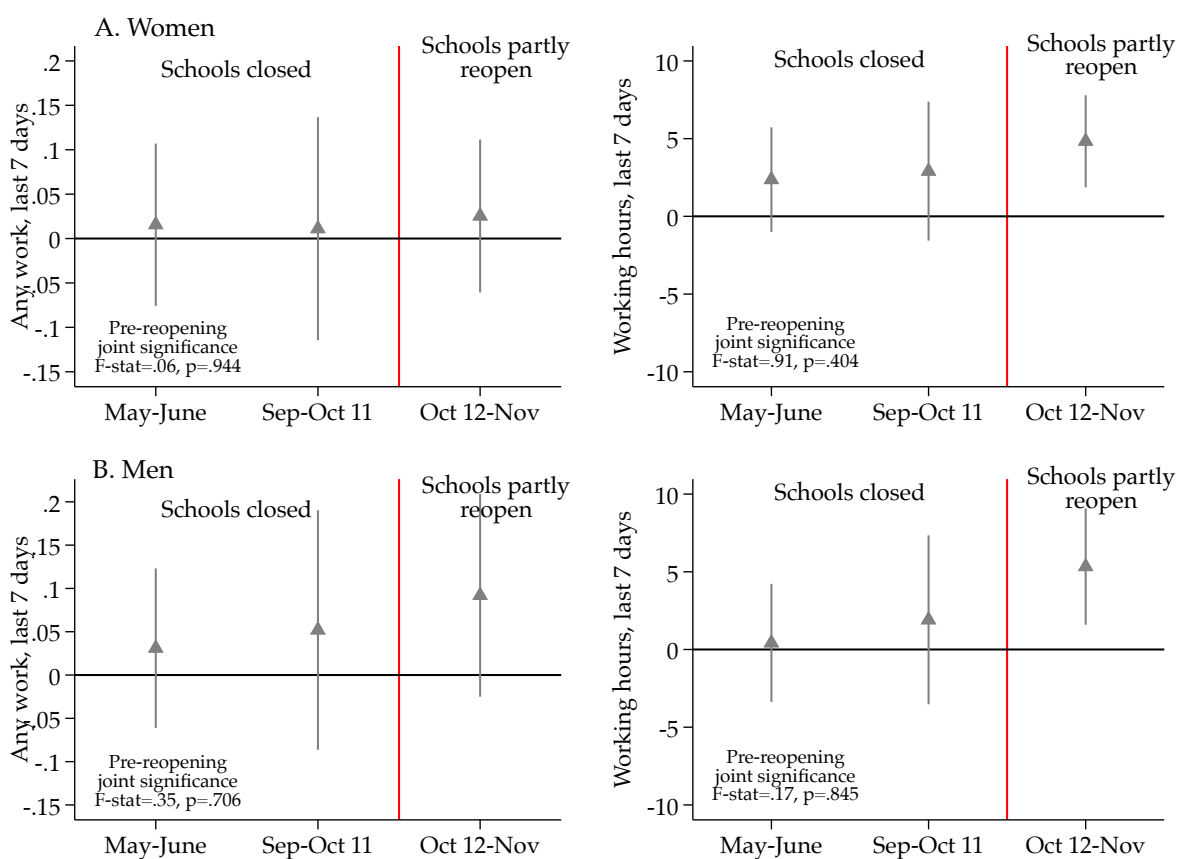 A. Women
Schools closed
Schools partly
reopen
Any work, last 7 days
.2
.15
.1
.05
0
-.05
-.1
-.15
Pre-reopening
joint significance
F-stat=.06, p=.944
May-June
Sep-Oct 11
Oct 12-Nov
Schools closed
Schools partly
reopen
Working hours, last 7 days
10
5
0
-5
-10
Pre-reopening
joint significance
F-stat=.91, p=.404
May-June
Sep-Oct 11
Oct 12-Nov
B. Men
Schools closed
Schools partly
reopen
Any work, last 7 days
.2
.15
.1
.05
0
-.05
-.1
-.15
Pre-reopening
joint significance
F-stat=.35, p=.706
May-June
Sep-Oct 11
Oct 12-Nov
Schools closed
Schools partly
reopen
Working hours, last 7 days
10
5
0
-5
-10
Pre-reopening
joint significance
F-stat=.17, p=.845
May-June
Sep-Oct 11
Oct 12-Nov